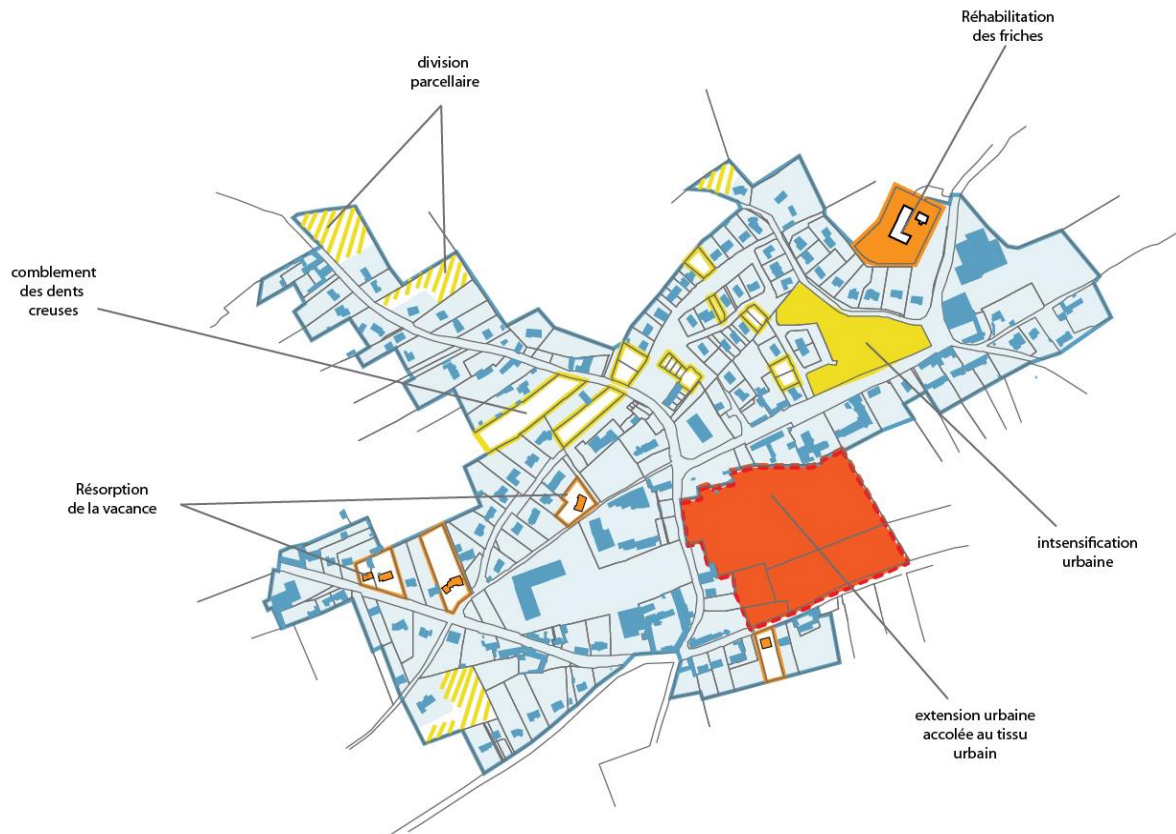 Réhabilitation
des friches
division
parcellaire
comblement
des dents
creuses
Résorption
de la vacance
intsensification
urbaine
extension urbaine
accolée au tissu
urbain